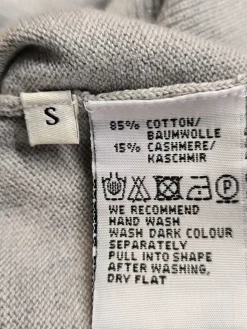 S
85% COTTON/
BAUMWOLLE
15% CASHMERE/
KASCHMIR
P
WE RECOMMEND
HAND WASH
WASH DARK COLOUR
SEPARATELY
PULL INTO SHAPE
AFTER WASHING,
DRY FLAT